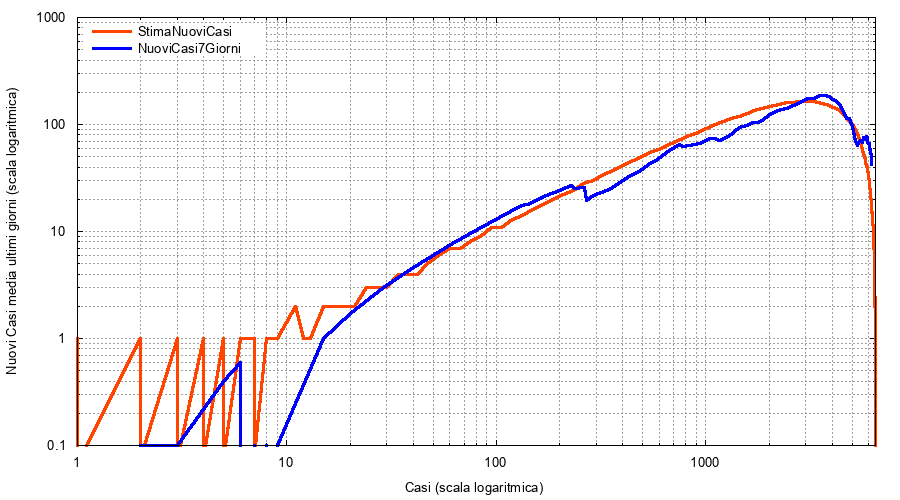 1000
StimaNuoviCasi
NuoviCasi7Giorni
100
10
1
0.1
Nuovi Casi media ultimi giorni (scala logaritmica)
1
10
100
1000
Casi (scala logaritmica)